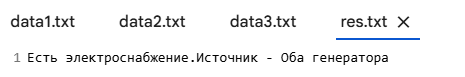 data1.txt data2.txt data3.txt res.txt ×
1 Есть электроснабжение.Источник - Оба генератора